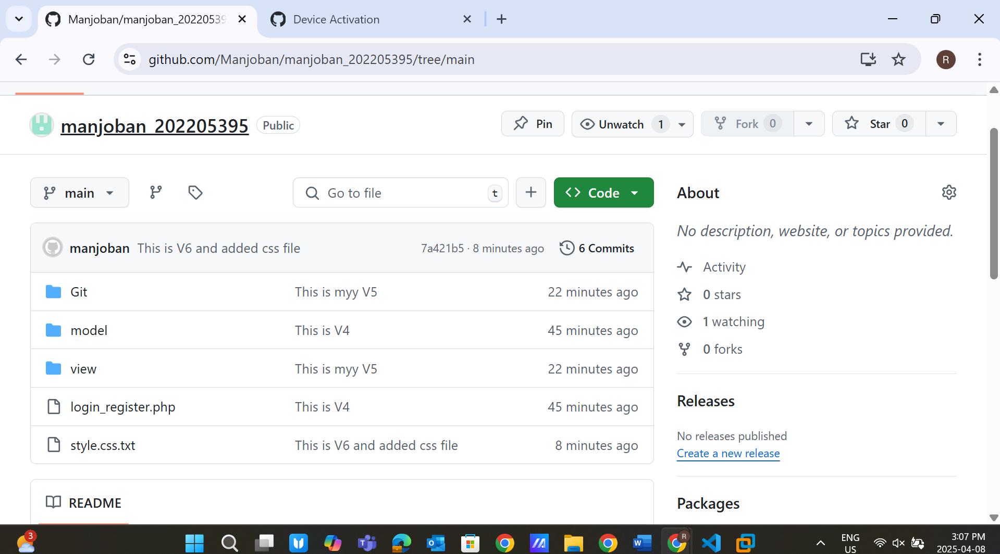 Manjoban/manjoban_20220539
Device Activation
github.com/Manjoban/manjoban_202205395/tree/main
R
manjoban_202205395 Public
Pin
Unwatch 1
Fork 0
Star 0
main
Go to file t
Code
About
No description, website, or topics provided.
manjoban This is V6 and added css file 7a421b5 · 8 minutes ago 6 Commits
Git This is myy V5 22 minutes ago
model This is V4 45 minutes ago
view This is myy V5 22 minutes ago
login_register.php This is V4 45 minutes ago
style.css.txt This is V6 and added css file 8 minutes ago
README
Activity
0 stars
1 watching
0 forks
Releases
No releases published
Create a new release
Packages
3
R
ENG
US
3:07 PM
2025-04-08